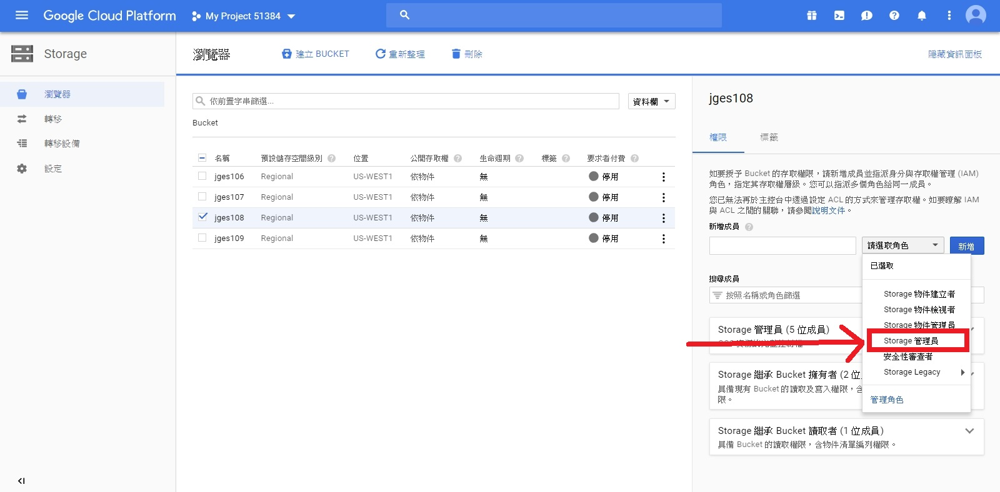 Google Cloud Platform
My Project 51384
Storage
瀏覽器
建立 BUCKET
重新整理
刪除
隱藏資訊面板
瀏覽器
轉移
轉移設備
設定
依前置字串篩選...
資料欄
Bucket
名稱 預設儲存空間級別 位置 公開存取權 生命週期 標籤 要求者付費
jges106 Regional US-WEST1 依物件 無 停用
jges107 Regional US-WEST1 依物件 無 停用
jges108 Regional US-WEST1 依物件 無 停用
jges109 Regional US-WEST1 依物件 無 停用
jges108
權限 標籤
如要授予 Bucket 的存取權限，請新增成員並指派身分與存取權管理 (IAM)
角色，指定其存取權層級。您可以指派多個角色給同一成員。
您已無法再於主控台中透過設定 ACL 的方式來管理存取權。如要瞭解 IAM
與 ACL 之間的關聯，請參閱說明文件。
新增成員
請選取角色
新增
已選取
Storage 物件建立者
Storage 物件檢視者
Storage 物件管理員
Storage 管理員
安全性審查者
Storage Legacy
管理角色
搜尋成員
按照名稱或角色篩選
Storage 管理員 (5 位成員)
Storage 繼承 Bucket 擁有者 (2 位
具備現有 Bucket 的讀取及寫入權限，含
限。
Storage 繼承 Bucket 讀取者 (1 位成員)
具備 Bucket 的讀取權限，含物件清單編列權限。